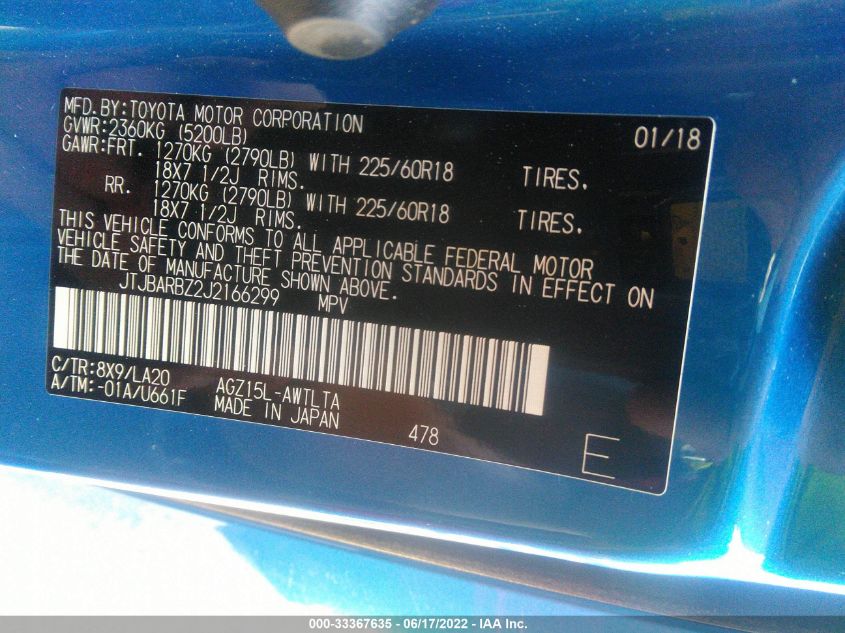 MFD.BY:TOYOTA MOTOR CORPORATION 01/18
GVWR:2360KG (5200LB)
GAWR:FRT. 1270KG (2790LB) WITH 225/60R18 TIRES.
18X7 1/2J RIMS.
RR. 1270KG (2790LB) WITH 225/60R18 TIRES.
18X7 1/2J RIMS.
THIS VEHICLE CONFORMS TO ALL APPLICABLE FEDERAL MOTOR
VEHICLE SAFETY AND THEFT PREVENTION STANDARDS IN EFFECT ON
THE DATE OF MANUFACTURE SHOWN ABOVE.
JTJBARBZ2J2166299 MPV
C/TR:8X9/LA20 AGZ15L-AWTLTA
A/TM:-01A/U661F MADE IN JAPAN
478 E
000-33367635 - 06/17/2022 - IAA Inc.